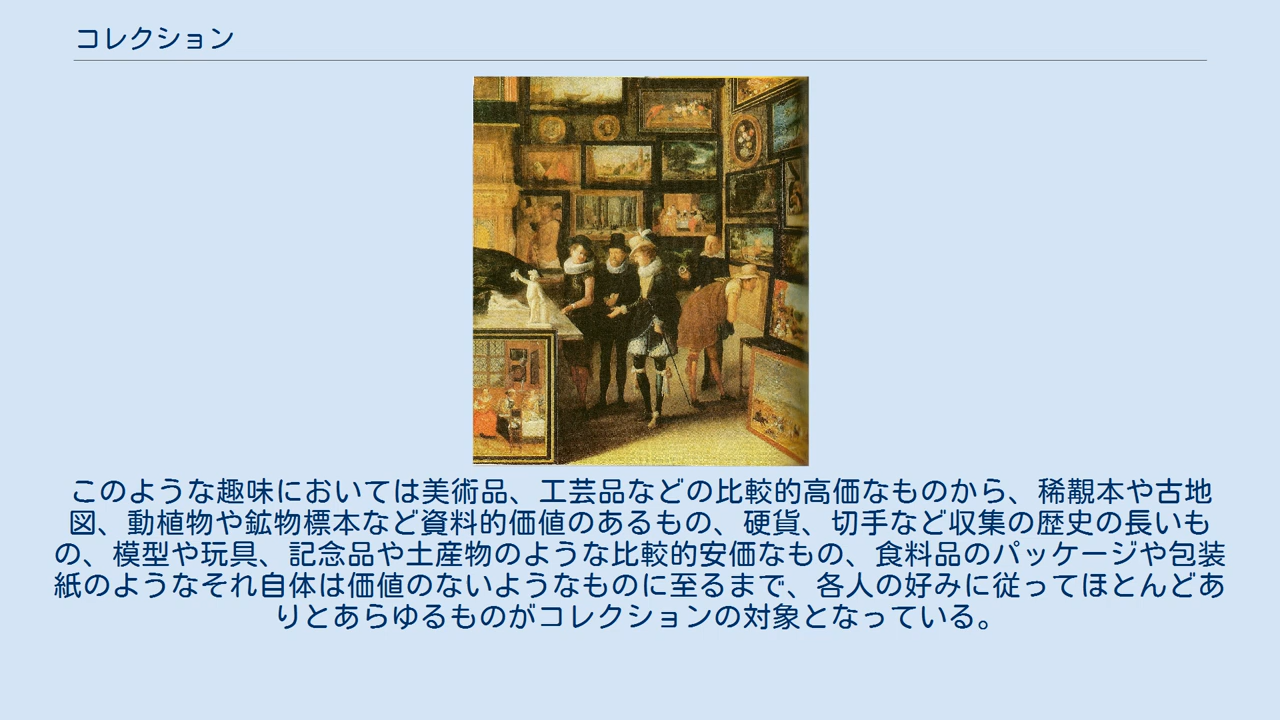 コレクション
このような趣味においては美術品、工芸品などの比較的高価なものから、稀覯本や古地
図、動植物や鉱物標本など資料的価値のあるもの、硬貨、切手など収集の歴史の長いも
の、模型や玩具、記念品や土産物のような比較的安価なもの、食料品のパッケージや包装
紙のようなそれ自体は価値のないようなものに至るまで、各人の好みに従ってほとんどあ
りとあらゆるものがコレクションの対象となっている。